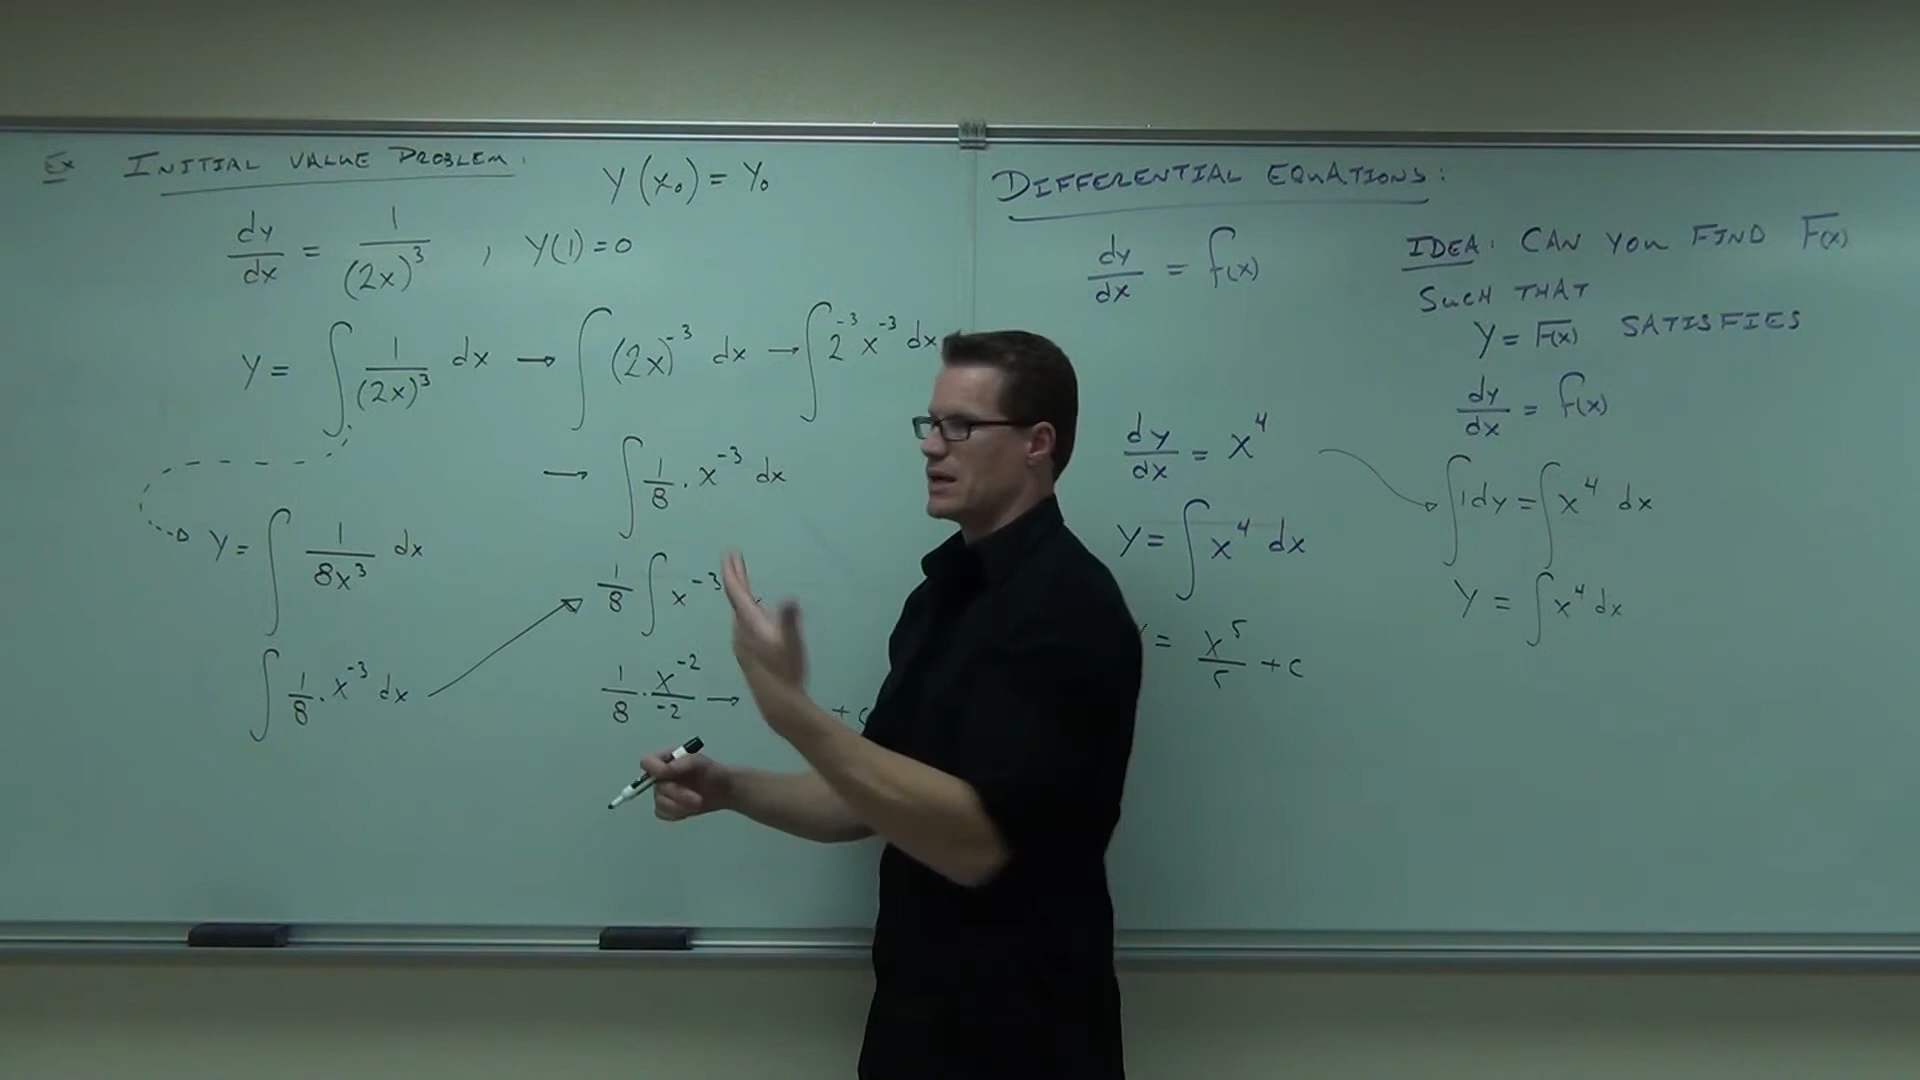 Ex INITIAL VALUE PROBLEM: Y(x₀) = Y₀
dy/dx = 1/(2x)³ , Y(1) = 0
Y = ∫ 1/(2x)³ dx → ∫ (2x)⁻³ dx → ∫ 2⁻³ x⁻³ dx
→ ∫ 1/8 · x⁻³ dx
Y = ∫ 1/8x³ dx
1/8 ∫ x⁻³
∫ 1/8 · x⁻³ dx
1/8 · x⁻²/-2 → + C
DIFFERENTIAL EQUATIONS:
dy/dx = f(x)
dy/dx = x⁴
Y = ∫ x⁴ dx
= x⁵/5 + C
IDEA: CAN YOU FIND F(x)
SUCH THAT
Y = F(x) SATISFIES
dy/dx = f(x)
∫ 1 dy = ∫ x⁴ dx
Y = ∫ x⁴ dx